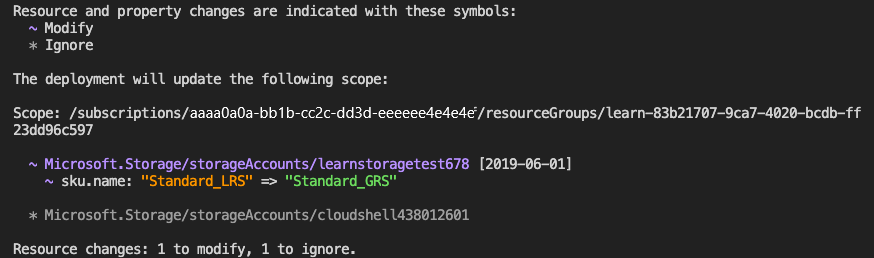 Resource and property changes are indicated with these symbols:
~ Modify
* Ignore
The deployment will update the following scope:
Scope: /subscriptions/aaaa0a0a-bb1b-cc2c-dd3d-eeeeee4e4e4e/resourceGroups/learn-83b21707-9ca7-4020-bcdb-ff
23dd96c597
~ Microsoft.Storage/storageAccounts/learnstoragetest678 [2019-06-01]
~ sku.name: "Standard_LRS" => "Standard_GRS"
* Microsoft.Storage/storageAccounts/cloudshell438012601
Resource changes: 1 to modify, 1 to ignore.